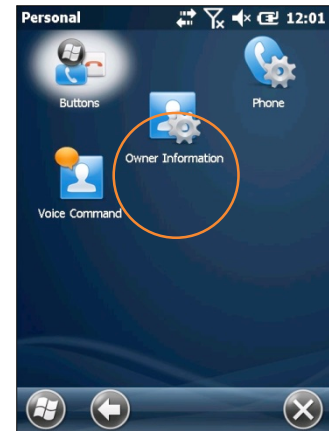 Personal 12:01
Buttons
Phone
Owner Information
Voice Command